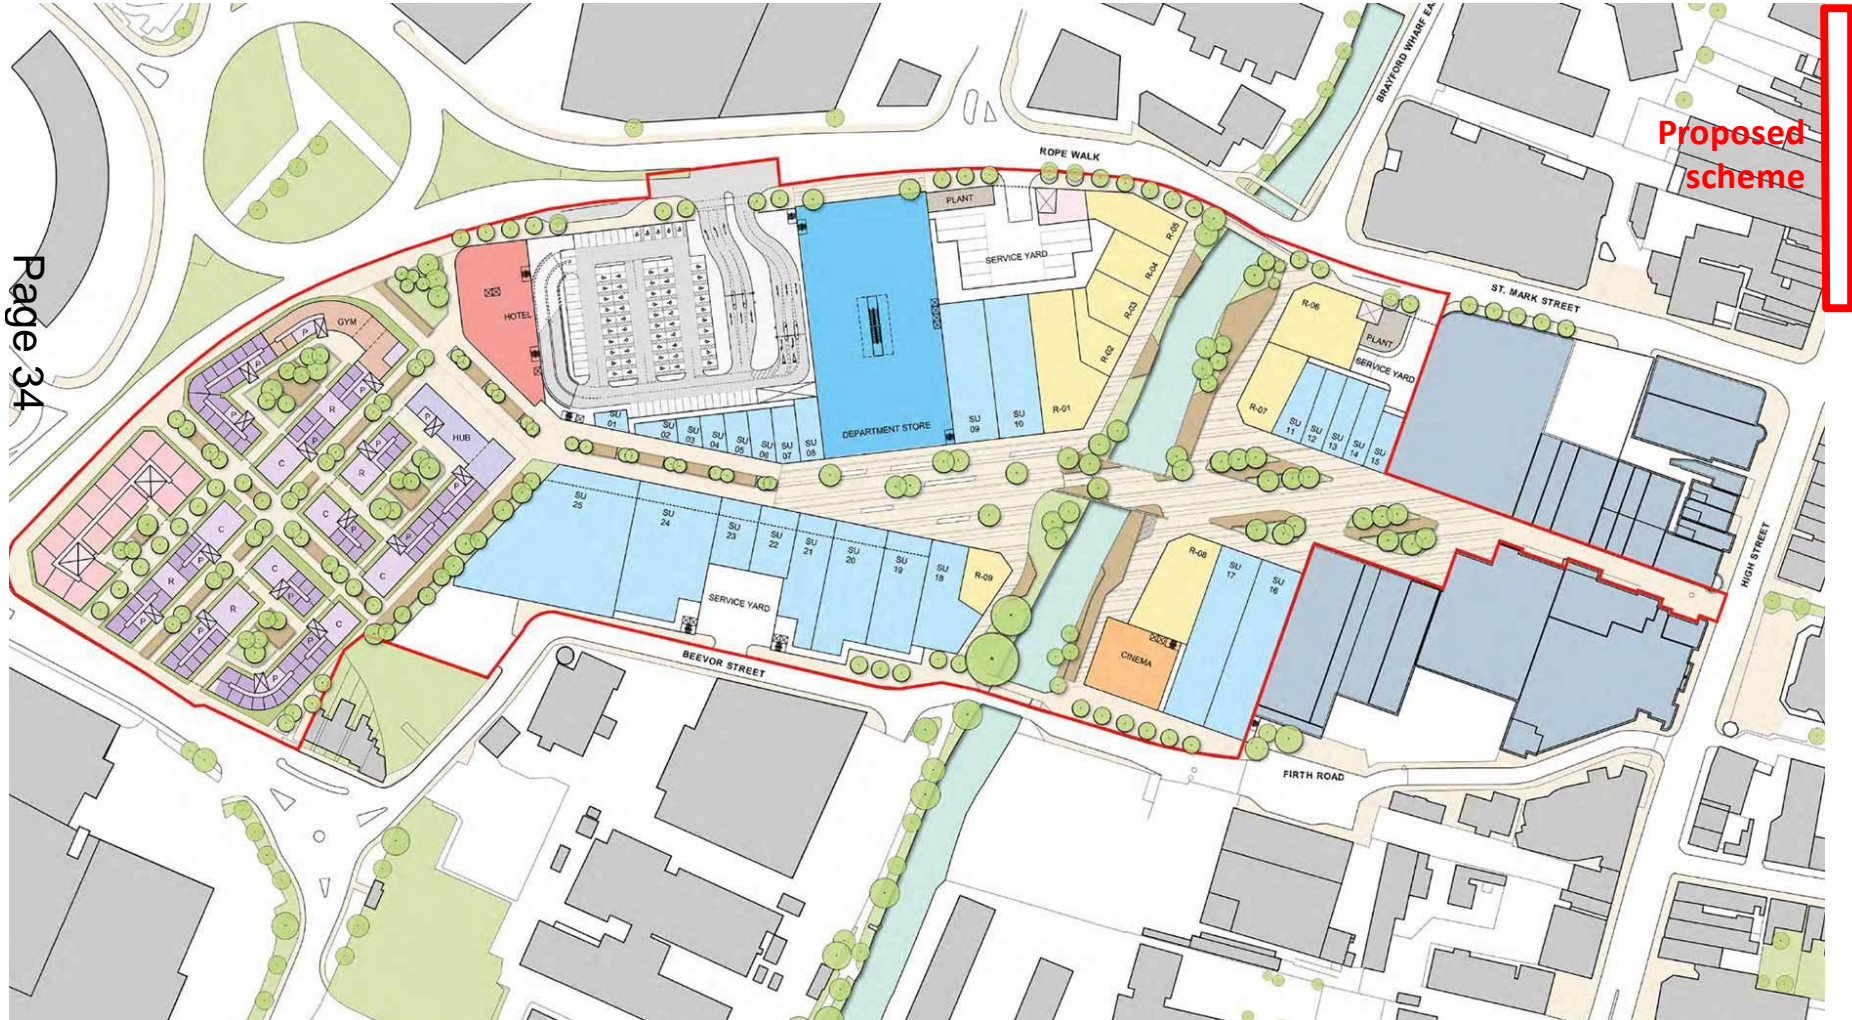 Proposed
scheme
Page 34
BRAYFORD WHARF EA
ROPE WALK
ST. MARK STREET
HIGH STREET
BEEVOR STREET
FIRTH ROAD
PLANT
SERVICE YARD
R-05
R-04
R-03
R-02
R-01
HOTEL
DEPARTMENT STORE
SU
01
SU
02
SU
03
SU
04
SU
05
SU
06
SU
07
SU
08
SU
09
SU
10
R-06
PLANT
SERVICE YARD
R-07
SU
11
SU
12
SU
13
SU
14
SU
15
GYM
HUB
P
P
P
P
P
P
P
P
P
P
P
P
R
R
R
R
C
C
C
C
C
C
SU
25
SU
24
SU
23
SU
22
SU
21
SU
20
SU
19
SU
18
R-09
SERVICE YARD
R-08
SU
17
SU
16
CINEMA